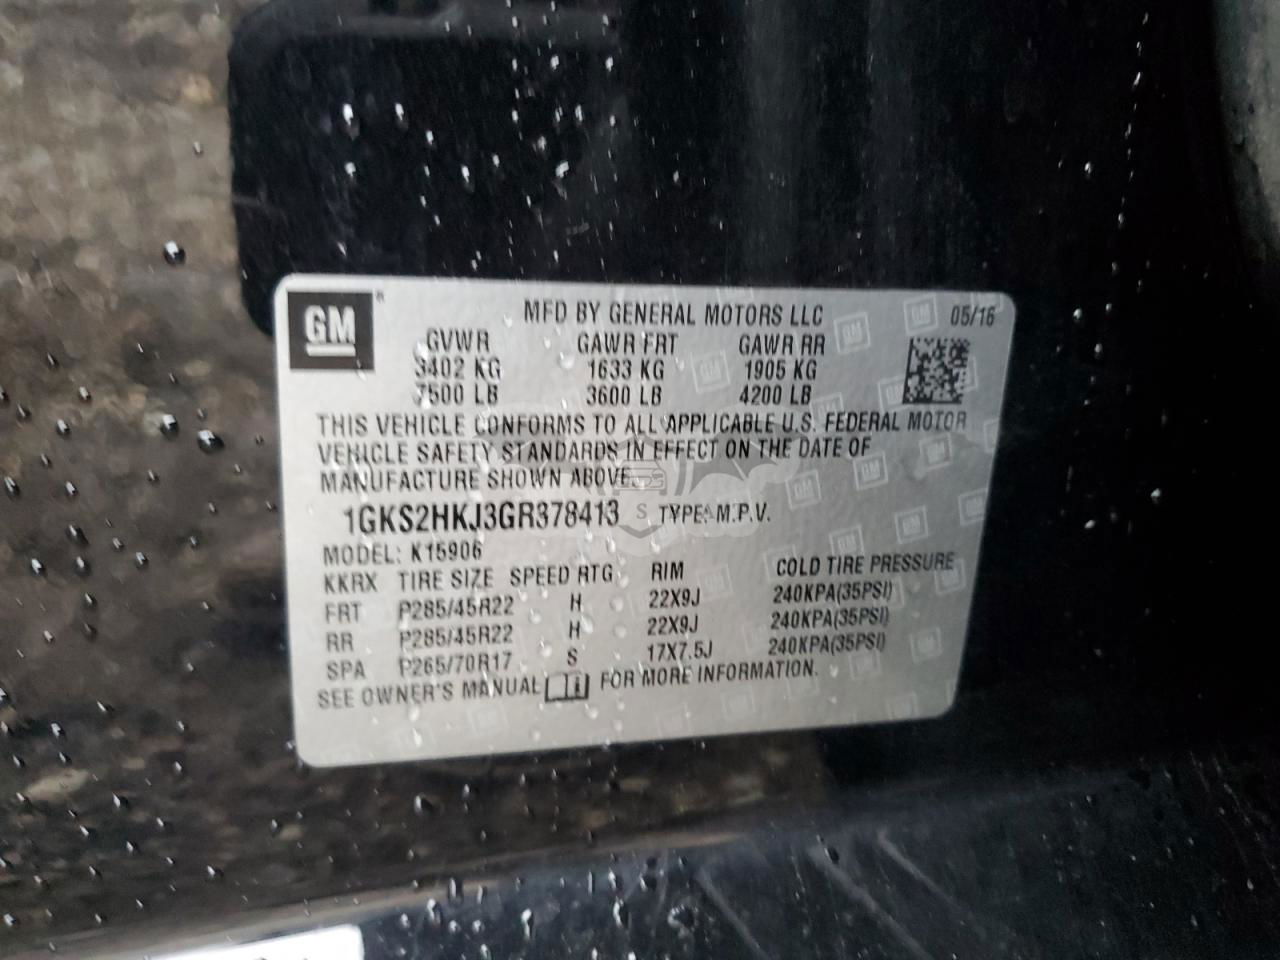 GM
MFD BY GENERAL MOTORS LLC 05/16
GVWR GAWR FRT GAWR RR
3402 KG 1633 KG 1905 KG
7500 LB 3600 LB 4200 LB
THIS VEHICLE CONFORMS TO ALL APPLICABLE U.S. FEDERAL MOTOR
VEHICLE SAFETY STANDARDS IN EFFECT ON THE DATE OF
MANUFACTURE SHOWN ABOVE.
1GKS2HKJ3GR378413 TYPE: M.P.V.
MODEL: K15906
KKRX TIRE SIZE SPEED RTG RIM COLD TIRE PRESSURE
FRT P285/45R22 H 22X9J 240KPA(35PSI)
RR P285/45R22 H 22X9J 240KPA(35PSI)
SPA P265/70R17 S 17X7.5J 240KPA(35PSI)
SEE OWNER'S MANUAL FOR MORE INFORMATION.